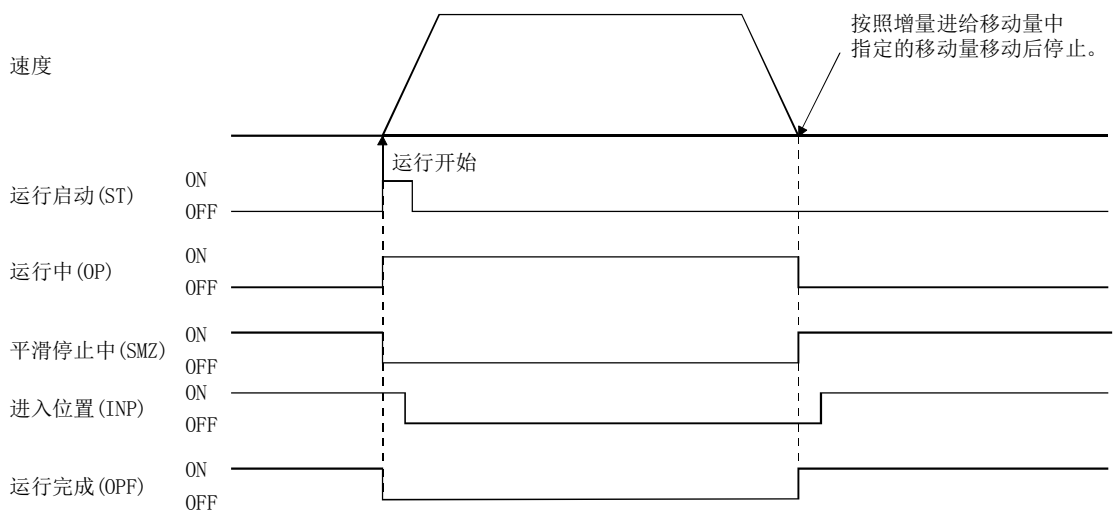 按照增量进给移动量中
指定的移动量移动后停止。
速度
运行开始
运行启动(ST)
ON
OFF
运行中(OP)
ON
OFF
平滑停止中(SMZ)
ON
OFF
进入位置(INP)
ON
OFF
运行完成(OPF)
ON
OFF